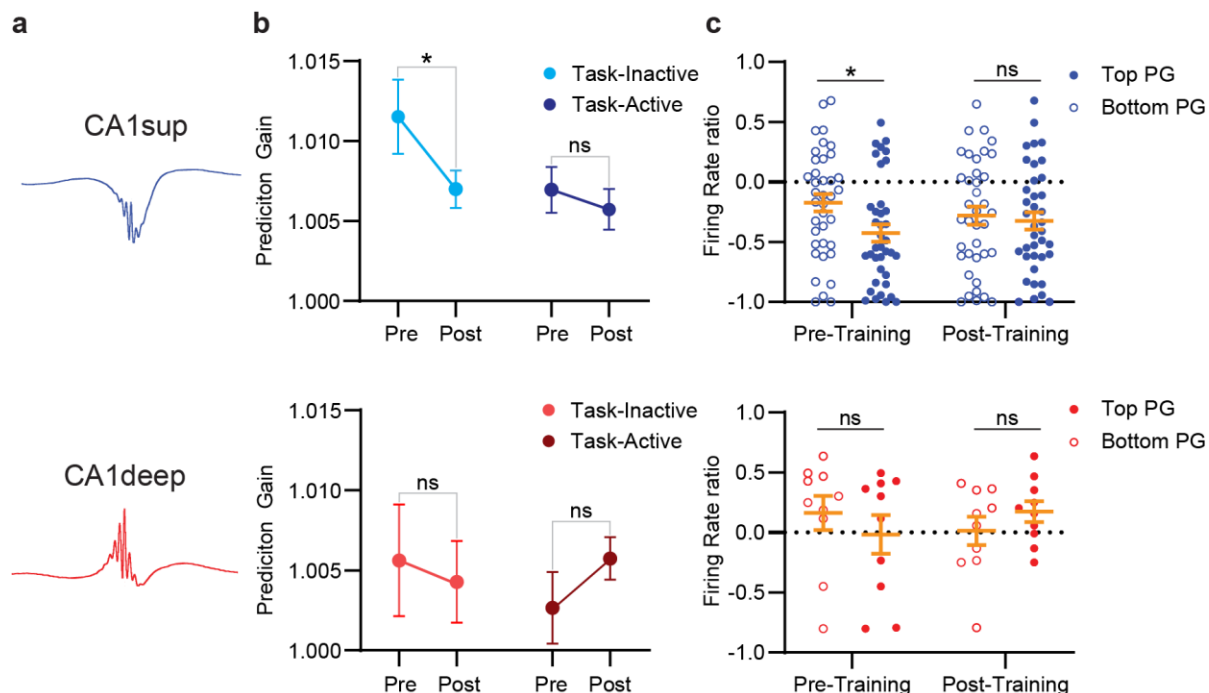 a
b
c
CA1sup
Prediciton Gain
1.015
1.010
1.005
1.000
*
ns
Task-Inactive
Task-Active
Pre
Post
Pre
Post
Firing Rate ratio
1.0
0.5
0.0
-0.5
-1.0
*
ns
Top PG
Bottom PG
Pre-Training
Post-Training
CA1deep
Prediciton Gain
1.015
1.010
1.005
1.000
ns
ns
Task-Inactive
Task-Active
Pre
Post
Pre
Post
Firing Rate ratio
1.0
0.5
0.0
-0.5
-1.0
ns
ns
Top PG
Bottom PG
Pre-Training
Post-Training